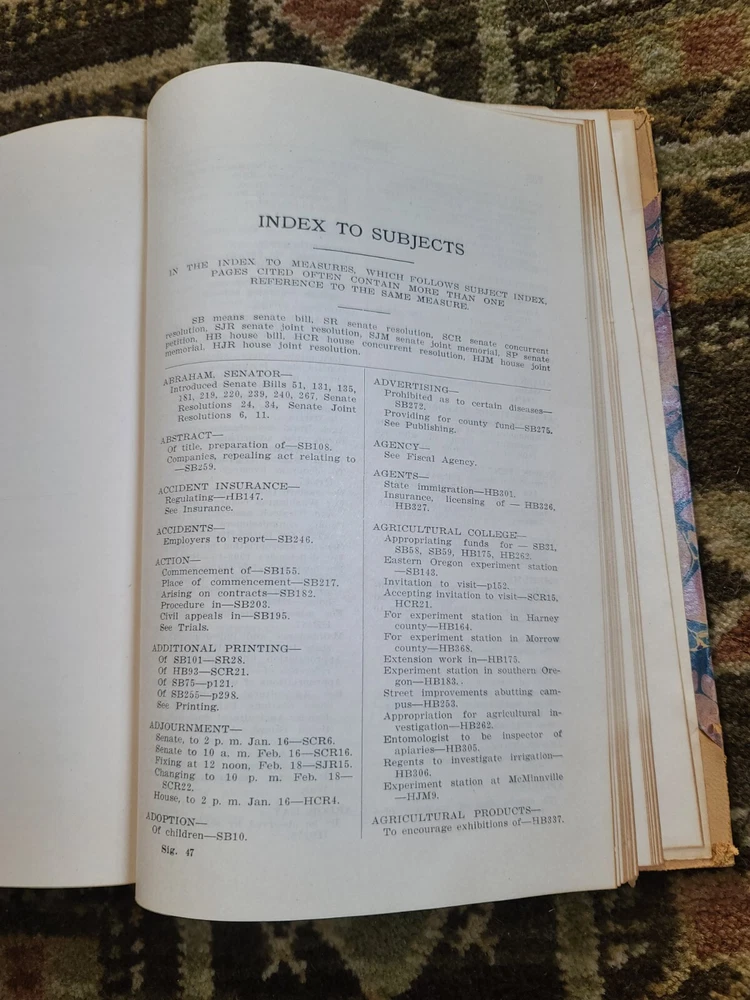 INDEX TO SUBJECTS
IN THE INDEX TO MEASURES, WHICH FOLLOWS SUBJECT INDEX,
PAGES CITED OFTEN CONTAIN MORE THAN ONE
REFERENCE TO THE SAME MEASURE.
SB means senate bill, SR senate resolution, SCR senate concurrent
resolution, SJR senate joint resolution, SJM senate joint memorial, SP senate
petition, HB house bill, HCR house concurrent resolution, HJM house joint
memorial, HJR house joint resolution.
ABRAHAM, SENATOR—
Introduced Senate Bills 51, 131, 135,
181, 219, 220, 239, 240, 267, Senate
Resolutions 24, 34, Senate Joint
Resolutions 6, 11.
ABSTRACT—
Of title, preparation of—SB108.
Companies, repealing act relating to
—SB259.
ACCIDENT INSURANCE—
Regulating—HB147.
See Insurance.
ACCIDENTS—
Employers to report—SB246.
ACTION—
Commencement of—SB155.
Place of commencement—SB217.
Arising on contracts—SB182.
Procedure in—SB203.
Civil appeals in—SB195.
See Trials.
ADDITIONAL PRINTING—
Of SB101—SR28.
Of HB93—SCR21.
Of SB75—p121.
Of SB255—p298.
See Printing.
ADJOURNMENT—
Senate, to 2 p. m. Jan. 16—SCR6.
Senate to 10 a. m. Feb. 16—SCR16.
Fixing at 12 noon, Feb. 18—SJR15.
Changing to 10 p. m. Feb. 18—
SCR22.
House, to 2 p. m. Jan. 16—HCR4.
ADOPTION—
Of children—SB10.
Sig. 47
ADVERTISING—
Prohibited as to certain diseases—
SB272.
Providing for county fund—SB275.
See Publishing.
AGENCY—
See Fiscal Agency.
AGENTS—
State immigration—HB301.
Insurance, licensing of — HB326,
HB327.
AGRICULTURAL COLLEGE—
Appropriating funds for — SB31,
SB58, SB59, HB175, HB262.
Eastern Oregon experiment station
—SB143.
Invitation to visit—p152.
Accepting invitation to visit—SCR15,
HCR21.
For experiment station in Harney
county—HB164.
For experiment station in Morrow
county—HB368.
Extension work in—HB175.
Experiment station in southern Ore-
gon—HB183.
Street improvements abutting cam-
pus—HB253.
Appropriation for agricultural in-
vestigation—HB262.
Entomologist to be inspector of
apiaries—HB305.
Regents to investigate irrigation—
HB306.
Experiment station at McMinnville
—HJM9.
AGRICULTURAL PRODUCTS—
To encourage exhibitions of—HB337.